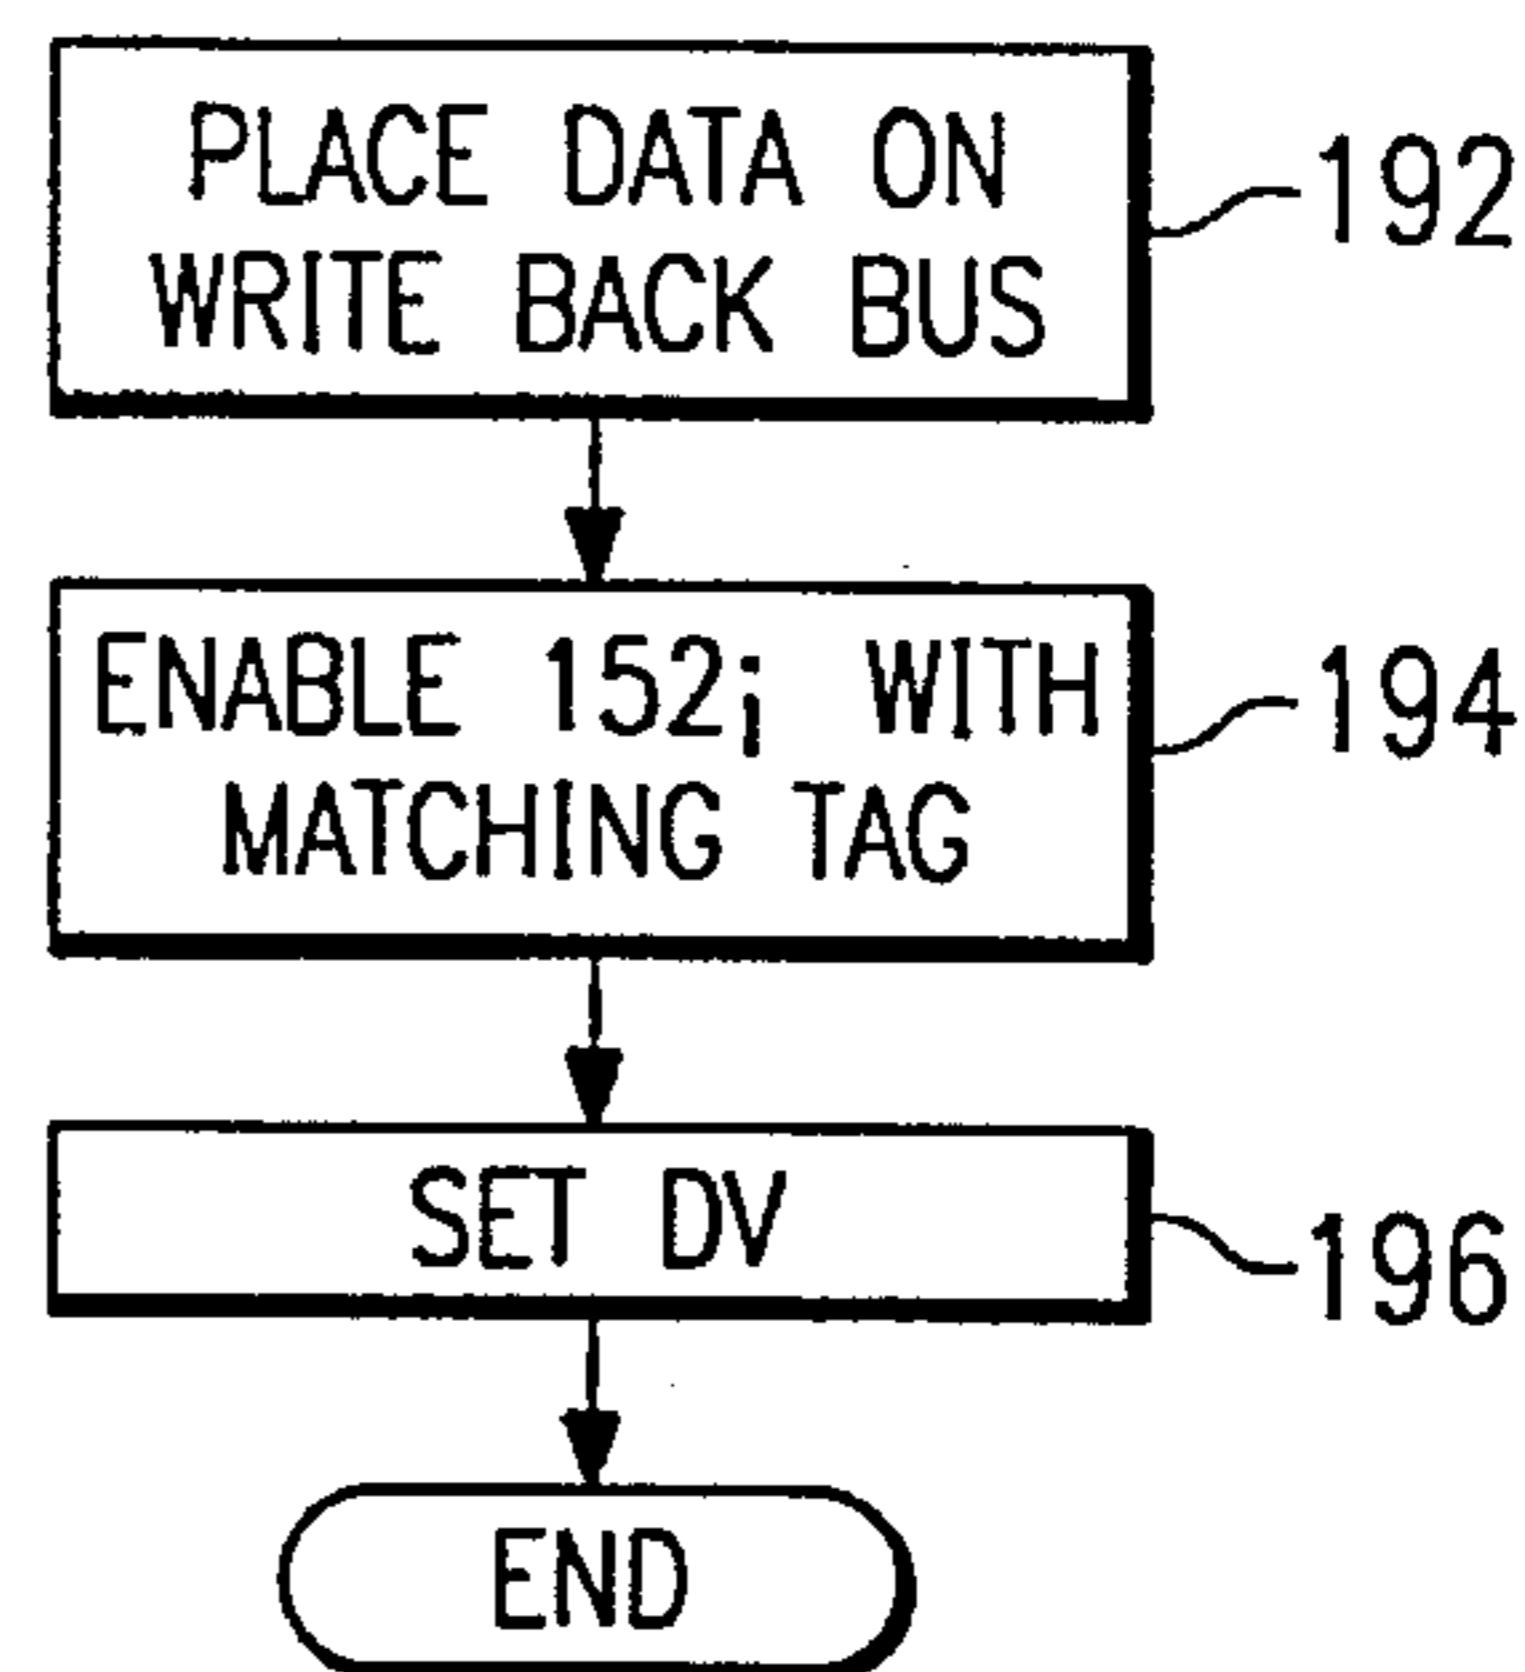 PLACE DATA ON
WRITE BACK BUS
192
ENABLE 152i WITH
MATCHING TAG
194
SET DV
196
END